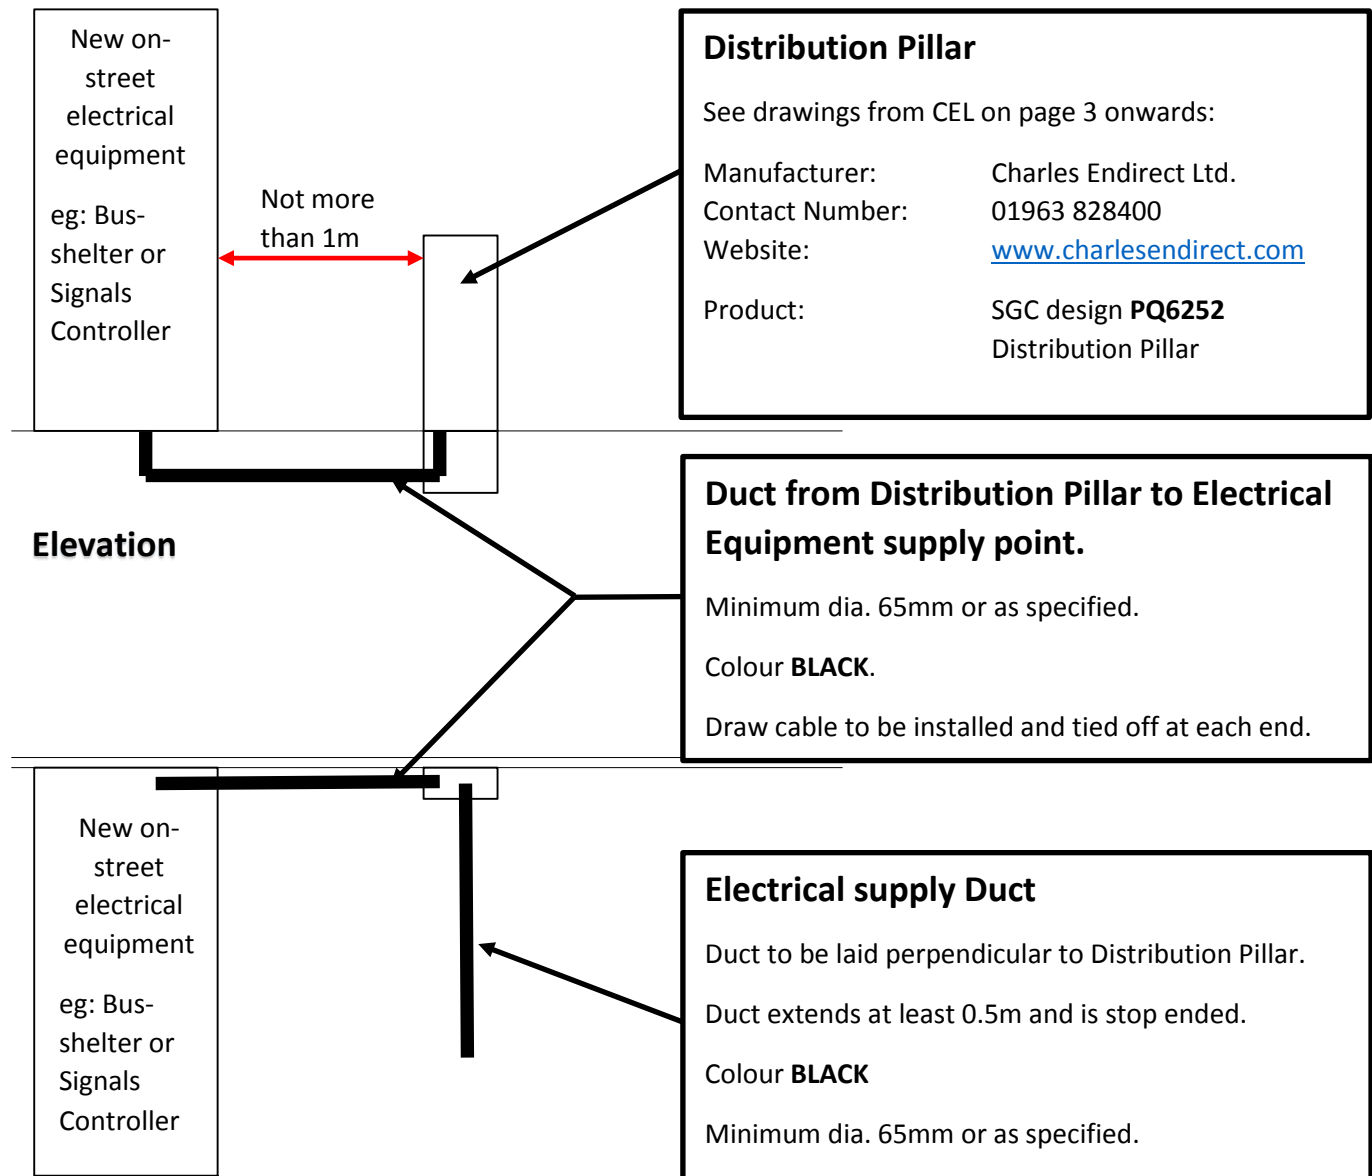 New on-
street
electrical
equipment
eg: Bus-
shelter or
Signals
Controller
Not more
than 1m
Distribution Pillar
See drawings from CEL on page 3 onwards:
Manufacturer: Charles Endirect Ltd.
Contact Number: 01963 828400
Website: www.charlesendirect.com
Product: SGC design PQ6252
Distribution Pillar
Elevation
Duct from Distribution Pillar to Electrical
Equipment supply point.
Minimum dia. 65mm or as specified.
Colour BLACK.
Draw cable to be installed and tied off at each end.
New on-
street
electrical
equipment
eg: Bus-
shelter or
Signals
Controller
Electrical supply Duct
Duct to be laid perpendicular to Distribution Pillar.
Duct extends at least 0.5m and is stop ended.
Colour BLACK
Minimum dia. 65mm or as specified.